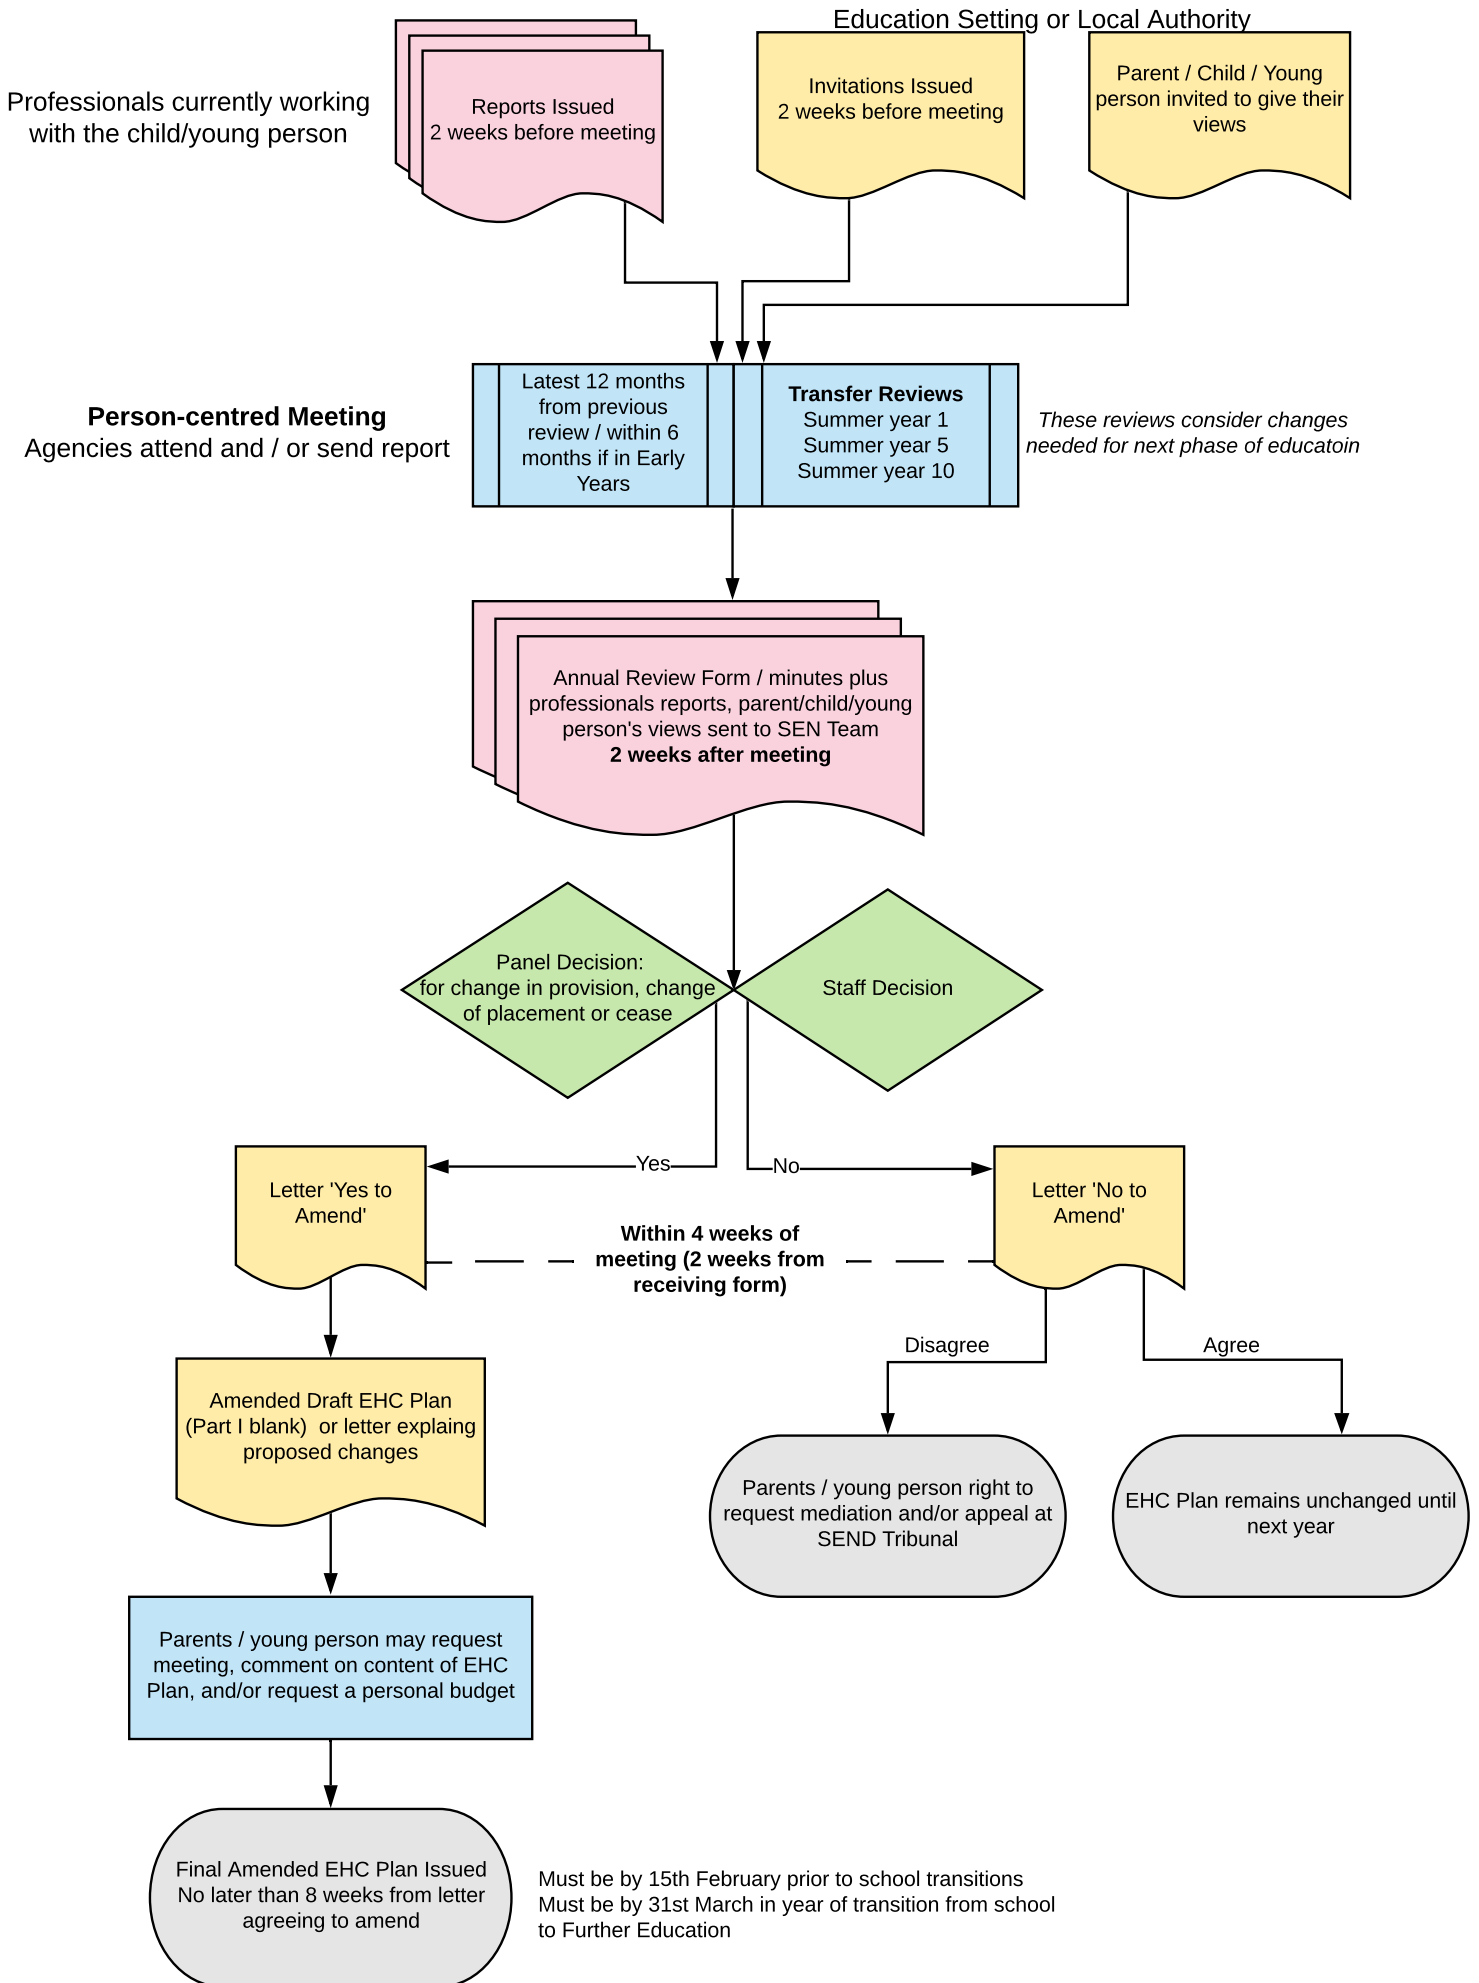 Education Setting or Local Authority
Professionals currently working
with the child/young person
Reports Issued
2 weeks before meeting
Invitations Issued
2 weeks before meeting
Parent / Child / Young
person invited to give their
views
Person-centred Meeting
Agencies attend and / or send report
Latest 12 months
from previous
review / within 6
months if in Early
Years
Transfer Reviews
Summer year 1
Summer year 5
Summer year 10
These reviews consider changes
needed for next phase of educatoin
Annual Review Form / minutes plus
professionals reports, parent/child/young
person's views sent to SEN Team
2 weeks after meeting
Panel Decision:
for change in provision, change
of placement or cease
Staff Decision
Yes
No
Letter 'Yes to
Amend'
Within 4 weeks of
meeting (2 weeks from
receiving form)
Letter 'No to
Amend'
Disagree
Agree
Amended Draft EHC Plan
(Part I blank)  or letter explaing
proposed changes
Parents / young person right to
request mediation and/or appeal at
SEND Tribunal
EHC Plan remains unchanged until
next year
Parents / young person may request
meeting, comment on content of EHC
Plan, and/or request a personal budget
Final Amended EHC Plan Issued
No later than 8 weeks from letter
agreeing to amend
Must be by 15th February prior to school transitions
Must be by 31st March in year of transition from school
to Further Education